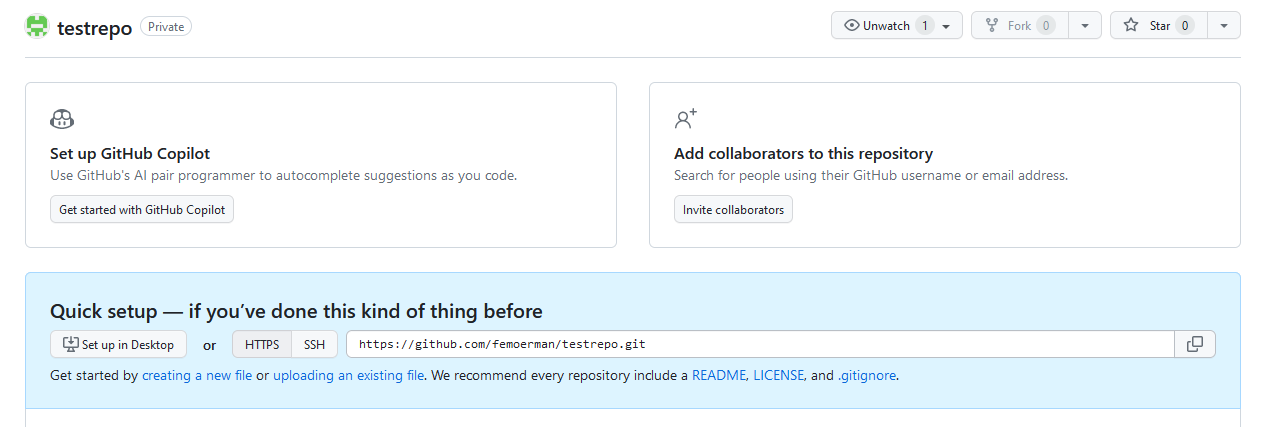 testrepo Private Unwatch 1 Fork 0 Star 0
Set up GitHub Copilot
Use GitHub's AI pair programmer to autocomplete suggestions as you code.
Get started with GitHub Copilot
Add collaborators to this repository
Search for people using their GitHub username or email address.
Invite collaborators
Quick setup — if you’ve done this kind of thing before
Set up in Desktop or HTTPS SSH https://github.com/femoerman/testrepo.git
Get started by creating a new file or uploading an existing file. We recommend every repository include a README, LICENSE, and .gitignore.